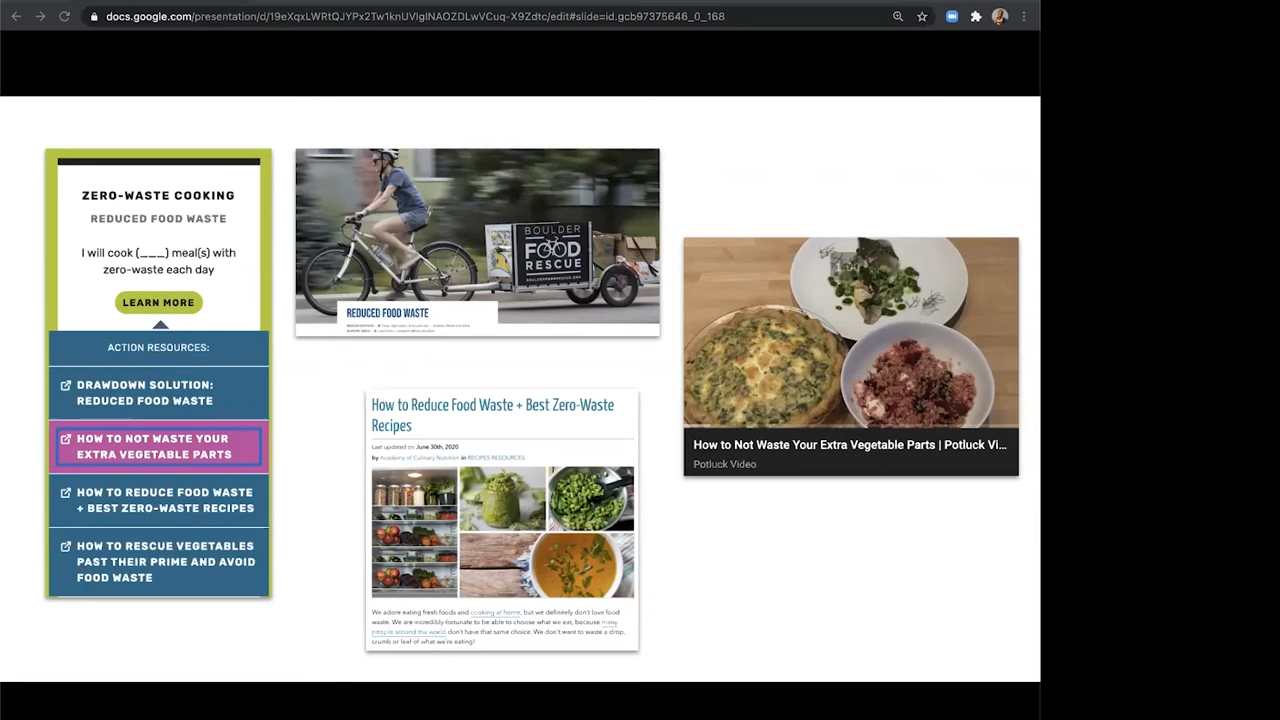 docs.google.com/presentation/d/19eXqxLWRtQJYPx2Tw1knUVIgINAOZDLwVCuq-X9Zdtc/edit#slide=id.gcb97375646_0_168
ZERO-WASTE COOKING
REDUCED FOOD WASTE
I will cook (___) meal(s) with
zero-waste each day
LEARN MORE
ACTION RESOURCES:
DRAWDOWN SOLUTION:
REDUCED FOOD WASTE
HOW TO NOT WASTE YOUR
EXTRA VEGETABLE PARTS
HOW TO REDUCE FOOD WASTE
+ BEST ZERO-WASTE RECIPES
HOW TO RESCUE VEGETABLES
PAST THEIR PRIME AND AVOID
FOOD WASTE
BOULDER
FOOD
RESCUE
REDUCED FOOD WASTE
How to Reduce Food Waste + Best Zero-Waste
Recipes
Last updated on June 30th, 2020
by Academy of Culinary Nutrition in RECIPES RESOURCES
We adore eating fresh foods and cooking at home, but we definitely don't love food
waste. We are incredibly fortunate to be able to choose what we eat, because many
people around the world don't have that same choice. We don't want to waste a drop,
crumb or leaf of what we're eating!
How to Not Waste Your Extra Vegetable Parts | Potluck Vi...
Potluck Video